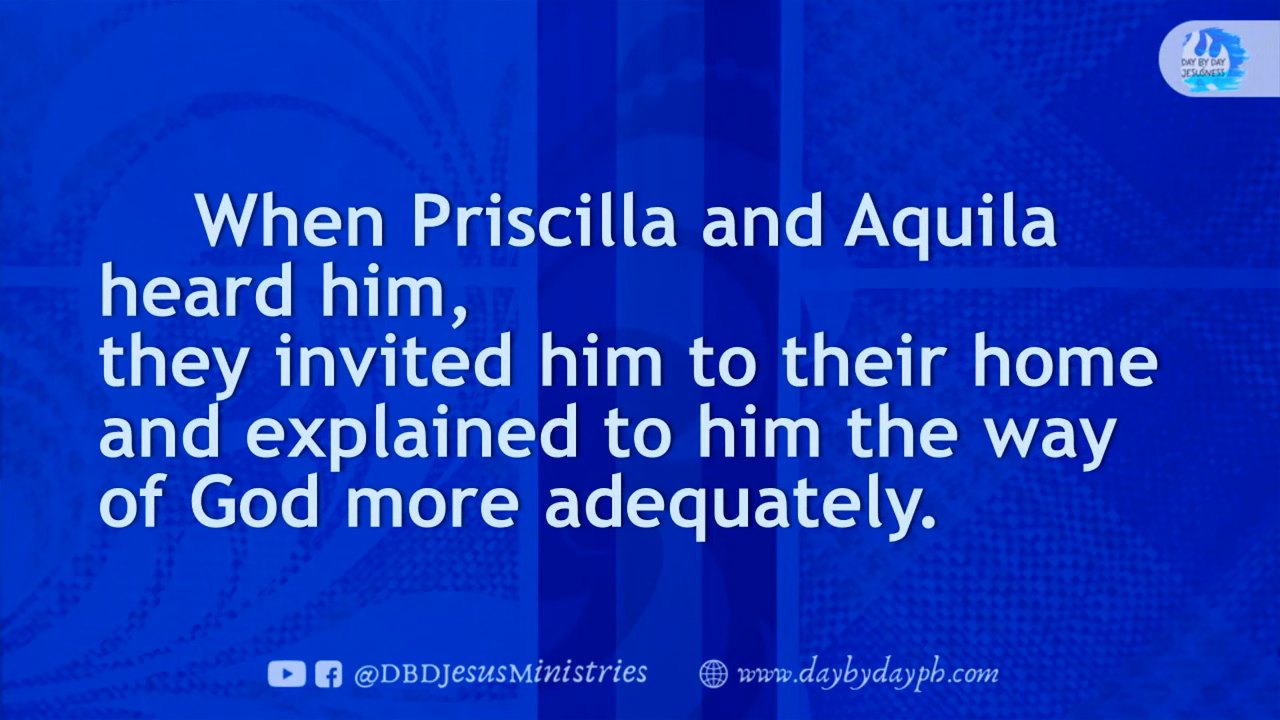 DAY BY DAY
JESUSNESS
When Priscilla and Aquila
heard him,
they invited him to their home
and explained to him the way
of God more adequately.
@DBDJesusMinistries www.daybydayph.com